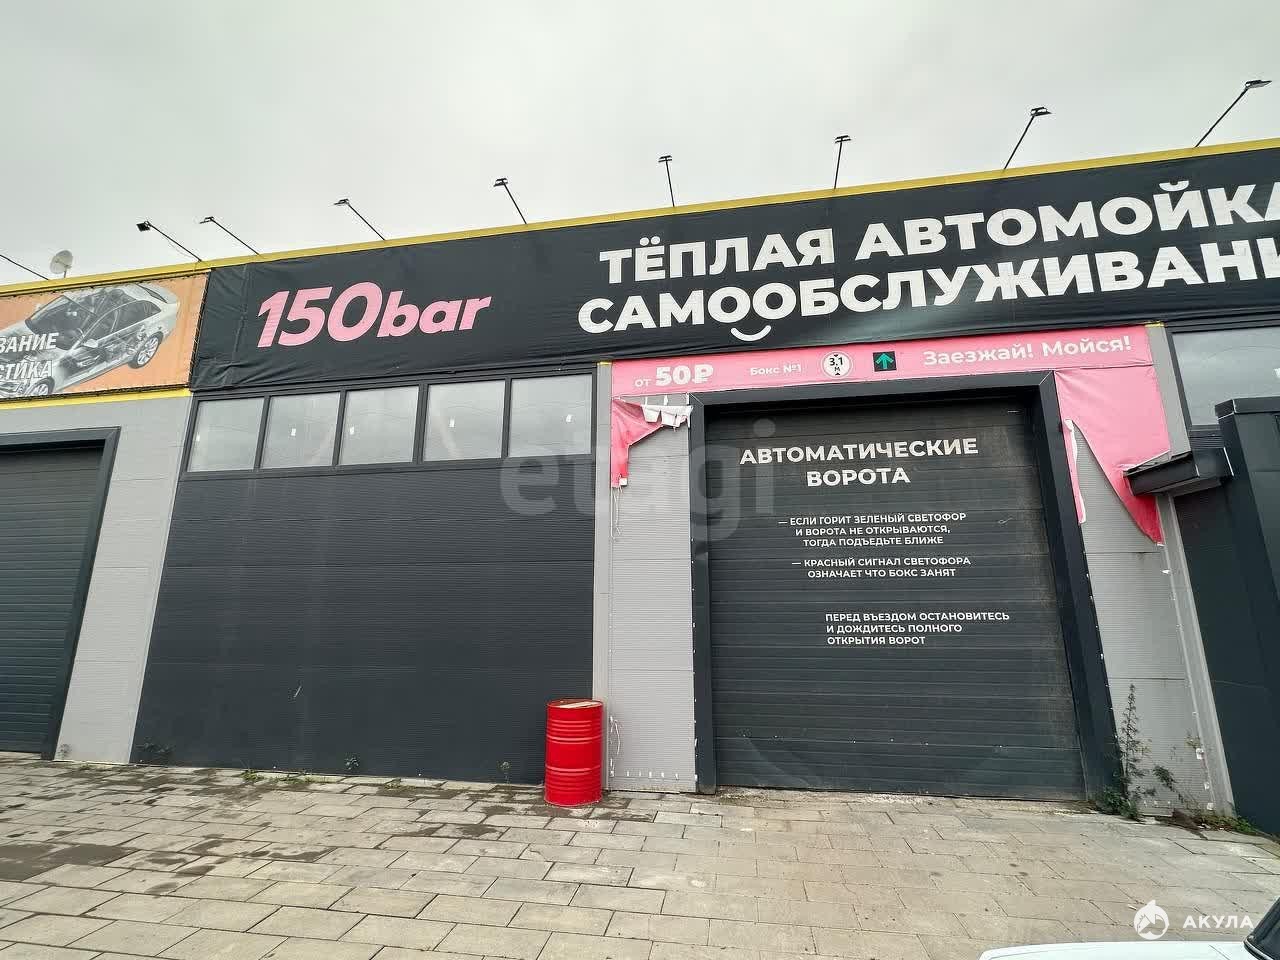 ТЁПЛАЯ АВТОМОЙКА
САМООБСЛУЖИВАНИ
150bar
ВАНИЕ
СТИКА
от 50₽
Бокс №1
3.1
М
Заезжай! Мойся!
АВТОМАТИЧЕСКИЕ
ВОРОТА
— ЕСЛИ ГОРИТ ЗЕЛЕНЫЙ СВЕТОФОР
И ВОРОТА НЕ ОТКРЫВАЮТСЯ,
ТОГДА ПОДЪЕДЬТЕ БЛИЖЕ
— КРАСНЫЙ СИГНАЛ СВЕТОФОРА
ОЗНАЧАЕТ ЧТО БОКС ЗАНЯТ
ПЕРЕД ВЪЕЗДОМ ОСТАНОВИТЕСЬ
И ДОЖДИТЕСЬ ПОЛНОГО
ОТКРЫТИЯ ВОРОТ
etagi
АКУЛА